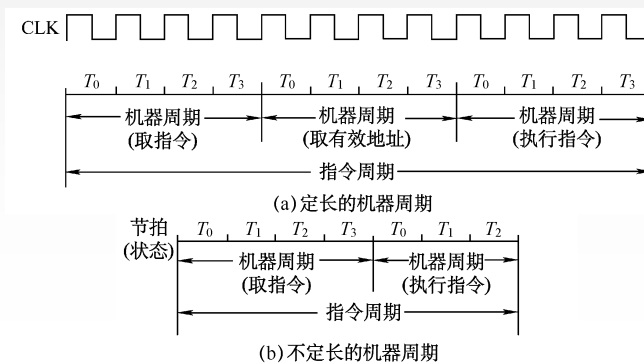 CLK
T0 T1 T2 T3 T0 T1 T2 T3 T0 T1 T2 T3
机器周期 机器周期 机器周期
(取指令) (取有效地址) (执行指令)
指令周期
(a)定长的机器周期
节拍
(状态)
T0 T1 T2 T3 T0 T1 T2
机器周期 机器周期
(取指令) (执行指令)
指令周期
(b)不定长的机器周期